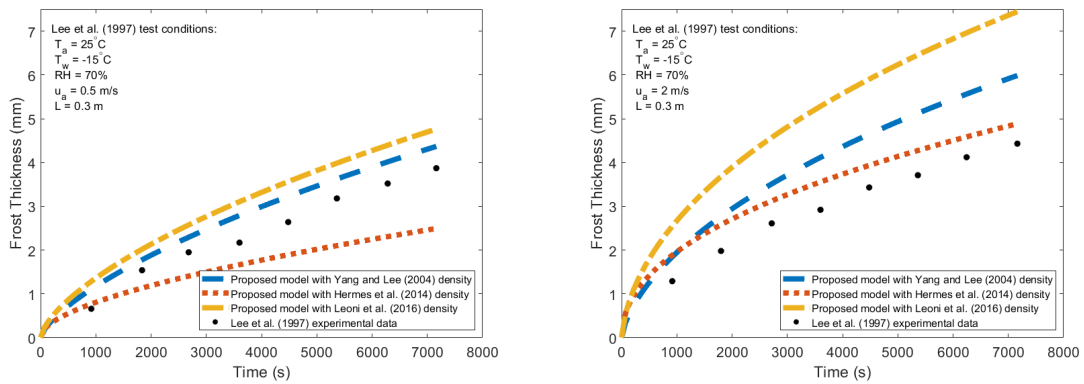 Lee et al. (1997) test conditions:
Ta = 25°C
Tw = -15°C
RH = 70%
ua = 0.5 m/s
L = 0.3 m
Frost Thickness (mm)
7
6
5
4
3
2
1
0
Proposed model with Yang and Lee (2004) density
Proposed model with Hermes et al. (2014) density
Proposed model with Leoni et al. (2016) density
Lee et al. (1997) experimental data
0 1000 2000 3000 4000 5000 6000 7000 8000
Time (s)
Lee et al. (1997) test conditions:
Ta = 25°C
Tw = -15°C
RH = 70%
ua = 2 m/s
L = 0.3 m
Frost Thickness (mm)
7
6
5
4
3
2
1
0
Proposed model with Yang and Lee (2004) density
Proposed model with Hermes et al. (2014) density
Proposed model with Leoni et al. (2016) density
Lee et al. (1997) experimental data
0 1000 2000 3000 4000 5000 6000 7000 8000
Time (s)